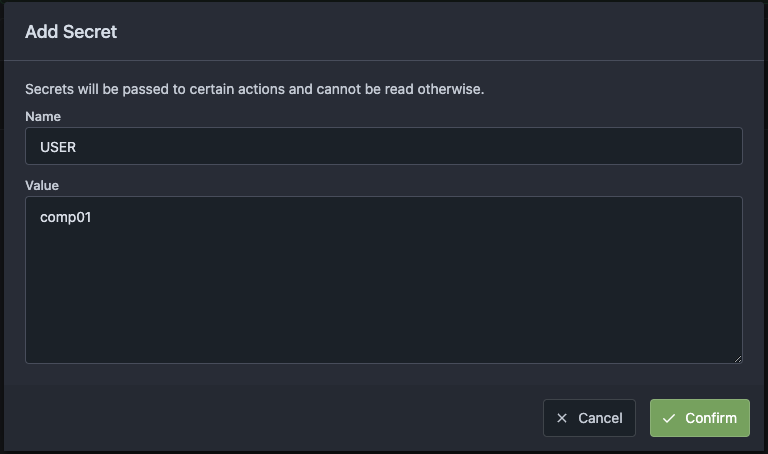 Add Secret
Secrets will be passed to certain actions and cannot be read otherwise.
Name
USER
Value
comp01
Cancel
Confirm